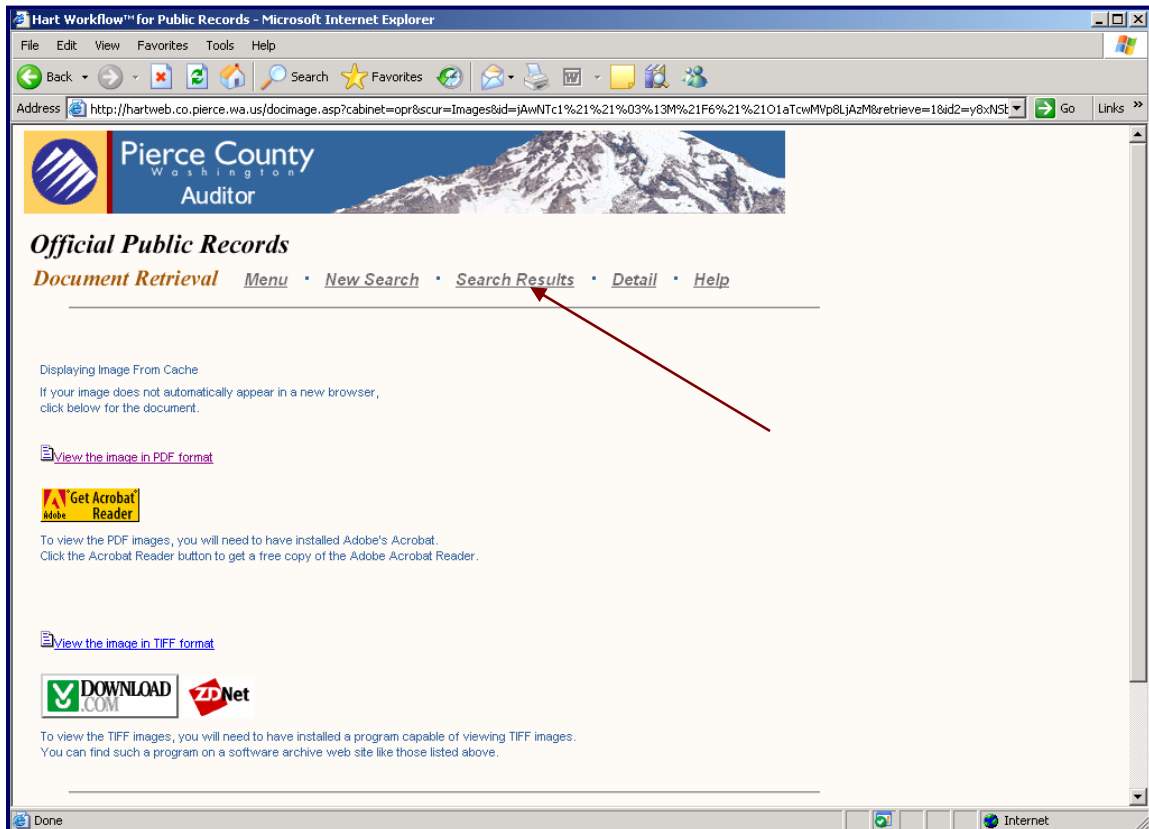 Hart Workflow™ for Public Records - Microsoft Internet Explorer
File Edit View Favorites Tools Help
Back Search Favorites
Address http://hartweb.co.pierce.wa.us/docimage.asp?cabinet=opr&scur=Images&id=jAwNTc1%21%21%03%13M%21F6%21%21O1aTcwMVp8LjAzM&retrieve=1&id2=y8xNSt Go Links »
Pierce County
Washington
Auditor
Official Public Records
Document Retrieval Menu · New Search · Search Results · Detail · Help
Displaying Image From Cache
If your image does not automatically appear in a new browser,
click below for the document.
View the image in PDF format
Get Acrobat
Adobe Reader
To view the PDF images, you will need to have installed Adobe's Acrobat.
Click the Acrobat Reader button to get a free copy of the Adobe Acrobat Reader.
View the image in TIFF format
DOWNLOAD
.COM
ZDNet
To view the TIFF images, you will need to have installed a program capable of viewing TIFF images.
You can find such a program on a software archive web site like those listed above.
Done Internet